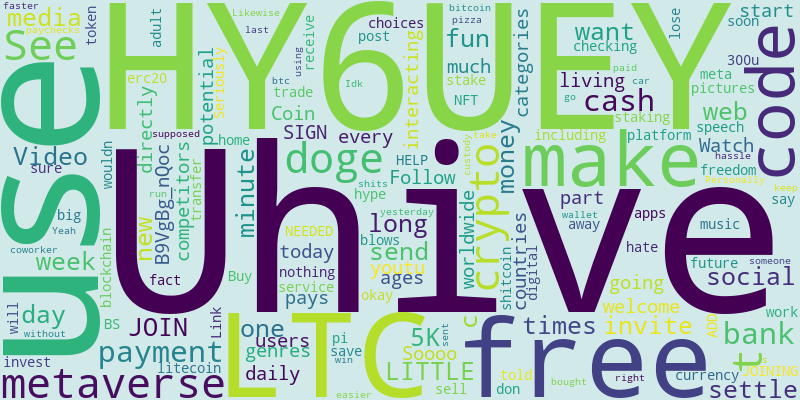 media
token
faster
paychecks
adult
Likewise
last
bitcoin
pizza
choices
lose
start
soon
HY6UEY
receive
post
fun
want
checking
300u
See
erc20
potential
Seriously
using
interacting
much
stake
NFT
categories
living
meta
pictures
code
use
btc
trade
Idk
paid
car
go
cash
staking
web
directly
Coin
SIGN
every
including
platform
speech
Watch
home
supposed
wouldn
Video
sure
new
run
B9VgBg_nQoc
competitors
transfer
minute
doge
HELP
Follow
shits
hype
crypto
custody
take
money
make
freedom
hassle
Personally
keep
say
big
Yeah
coworker
week
blockchain
Uhive
NEEDED
yesterday
long
blows
send
youtu
worldwide
part
wallet
away
apps
hate
music
future
someone
fact
Buy
today
nothing
service
pays
ages
okay
shitcoin
countries
digital
going
social
will
without
day
BS
JOIN
Link
one
users
genres
pi
save
win
5K
sent
c
times
welcome
invite
ADD
work
bank
payment
litecoin
LTC
Soooo
LITTLE
told
free
t
s
JOINING
invest
metaverse
daily
easier
sell
don
bought
right
currency
settle